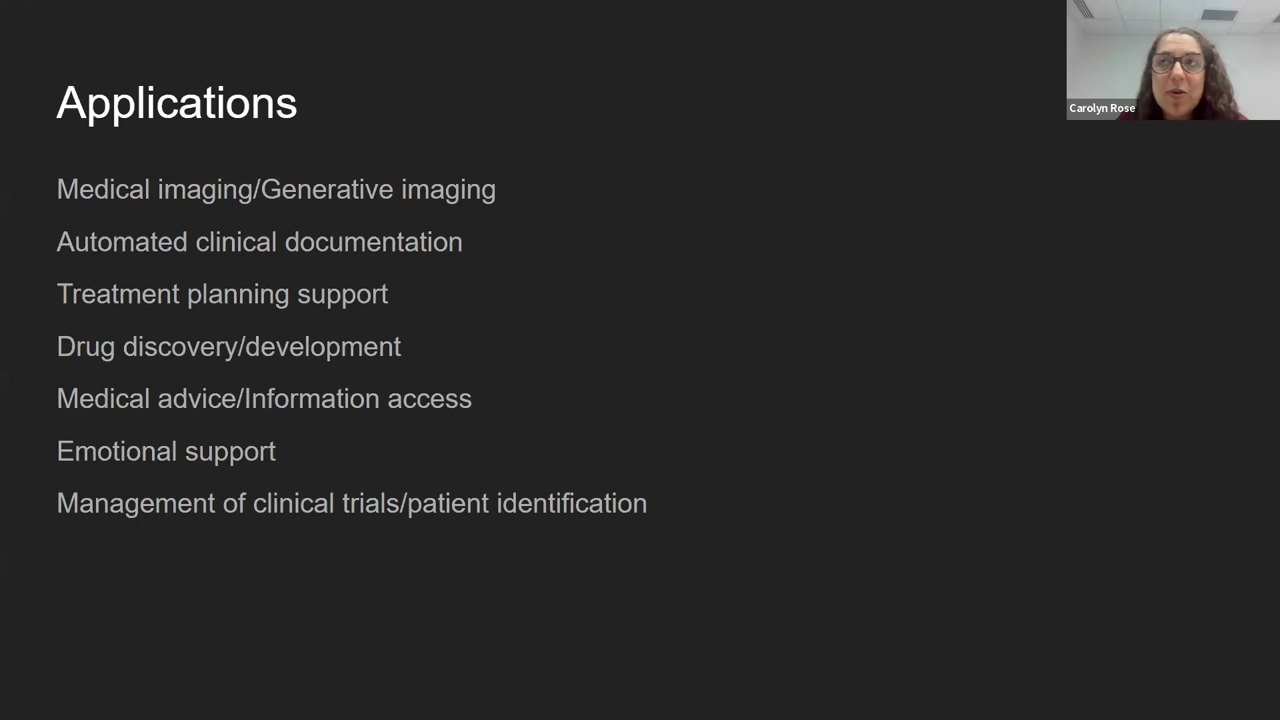 Applications
Carolyn Rose
Medical imaging/Generative imaging
Automated clinical documentation
Treatment planning support
Drug discovery/development
Medical advice/Information access
Emotional support
Management of clinical trials/patient identification